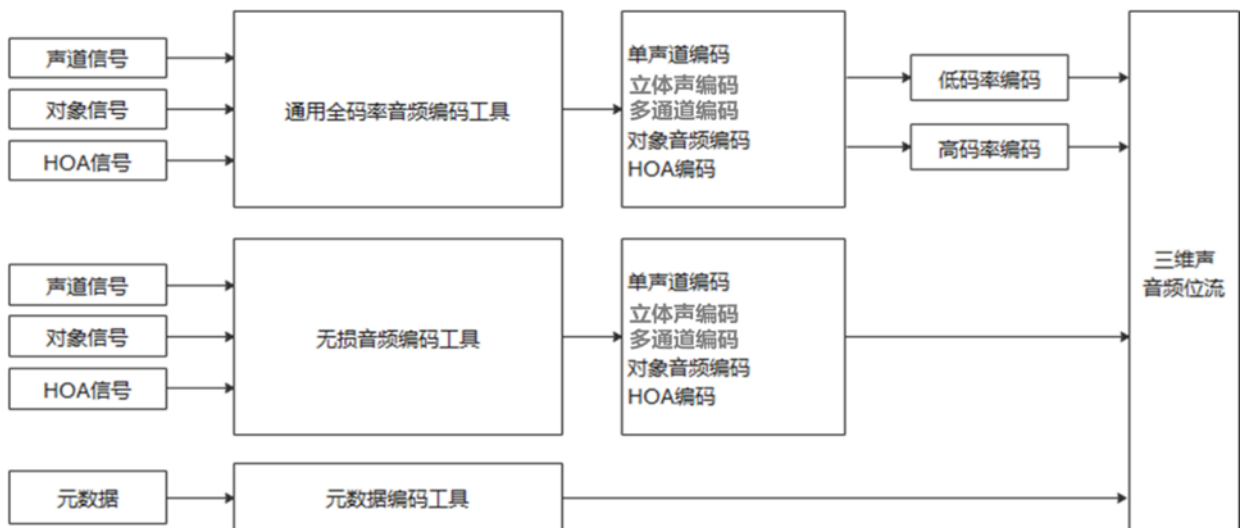 声道信号
对象信号
HOA信号
通用全码率音频编码工具
单声道编码
立体声编码
多通道编码
对象音频编码
HOA编码
低码率编码
高码率编码
声道信号
对象信号
HOA信号
无损音频编码工具
单声道编码
立体声编码
多通道编码
对象音频编码
HOA编码
三维声
音频位流
元数据
元数据编码工具